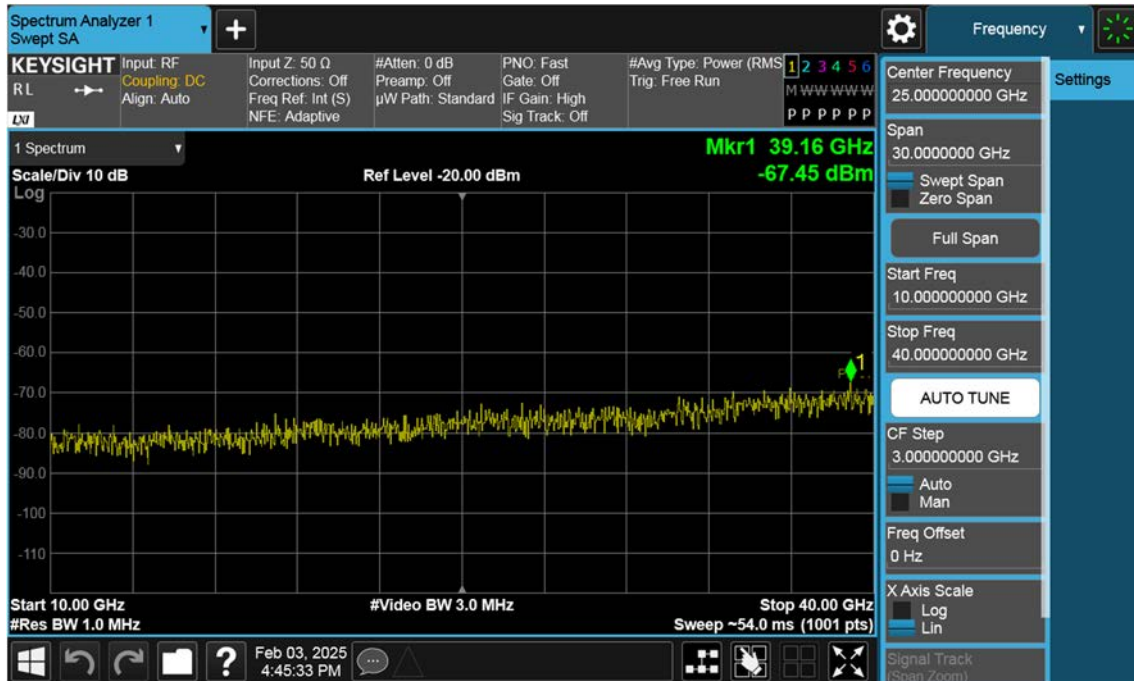 Spectrum Analyzer 1
Swept SA
Frequency
KEYSIGHT
RL
LXI
Input: RF
Coupling: DC
Align: Auto
Input Z: 50 Ω
Corrections: Off
Freq Ref: Int (S)
NFE: Adaptive
#Atten: 0 dB
Preamp: Off
µW Path: Standard
PNO: Fast
Gate: Off
IF Gain: High
Sig Track: Off
#Avg Type: Power (RMS
Trig: Free Run
1 2 3 4 5 6
M W W W W W
P P P P P P
1 Spectrum
Scale/Div 10 dB
Ref Level -20.00 dBm
Mkr1 39.16 GHz
-67.45 dBm
Log
-30.0
-40.0
-50.0
-60.0
-70.0
-80.0
-90.0
-100
-110
1
Start 10.00 GHz
#Video BW 3.0 MHz
Stop 40.00 GHz
#Res BW 1.0 MHz
Sweep ~54.0 ms (1001 pts)
Feb 03, 2025
4:45:33 PM
Center Frequency
25.000000000 GHz
Span
30.0000000 GHz
Swept Span
Zero Span
Full Span
Start Freq
10.000000000 GHz
Stop Freq
40.000000000 GHz
AUTO TUNE
CF Step
3.000000000 GHz
Auto
Man
Freq Offset
0 Hz
X Axis Scale
Log
Lin
Signal Track
(Span Zoom)
Settings